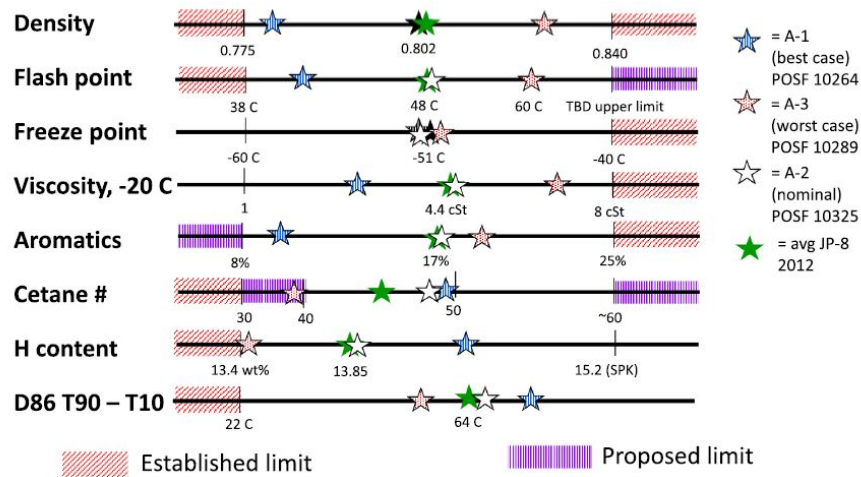 Density
0.775
0.802
0.840
Flash point
38 C
48 C
60 C
TBD upper limit
Freeze point
-60 C
-51 C
-40 C
Viscosity, -20 C
1
4.4 cSt
8 cSt
Aromatics
8%
17%
25%
Cetane #
30
40
50
~60
H content
13.4 wt%
13.85
15.2 (SPK)
D86 T90 – T10
22 C
64 C
= A-1
(best case)
POSF 10264
= A-3
(worst case)
POSF 10289
= A-2
(nominal)
POSF 10325
= avg JP-8
2012
Established limit
Proposed limit